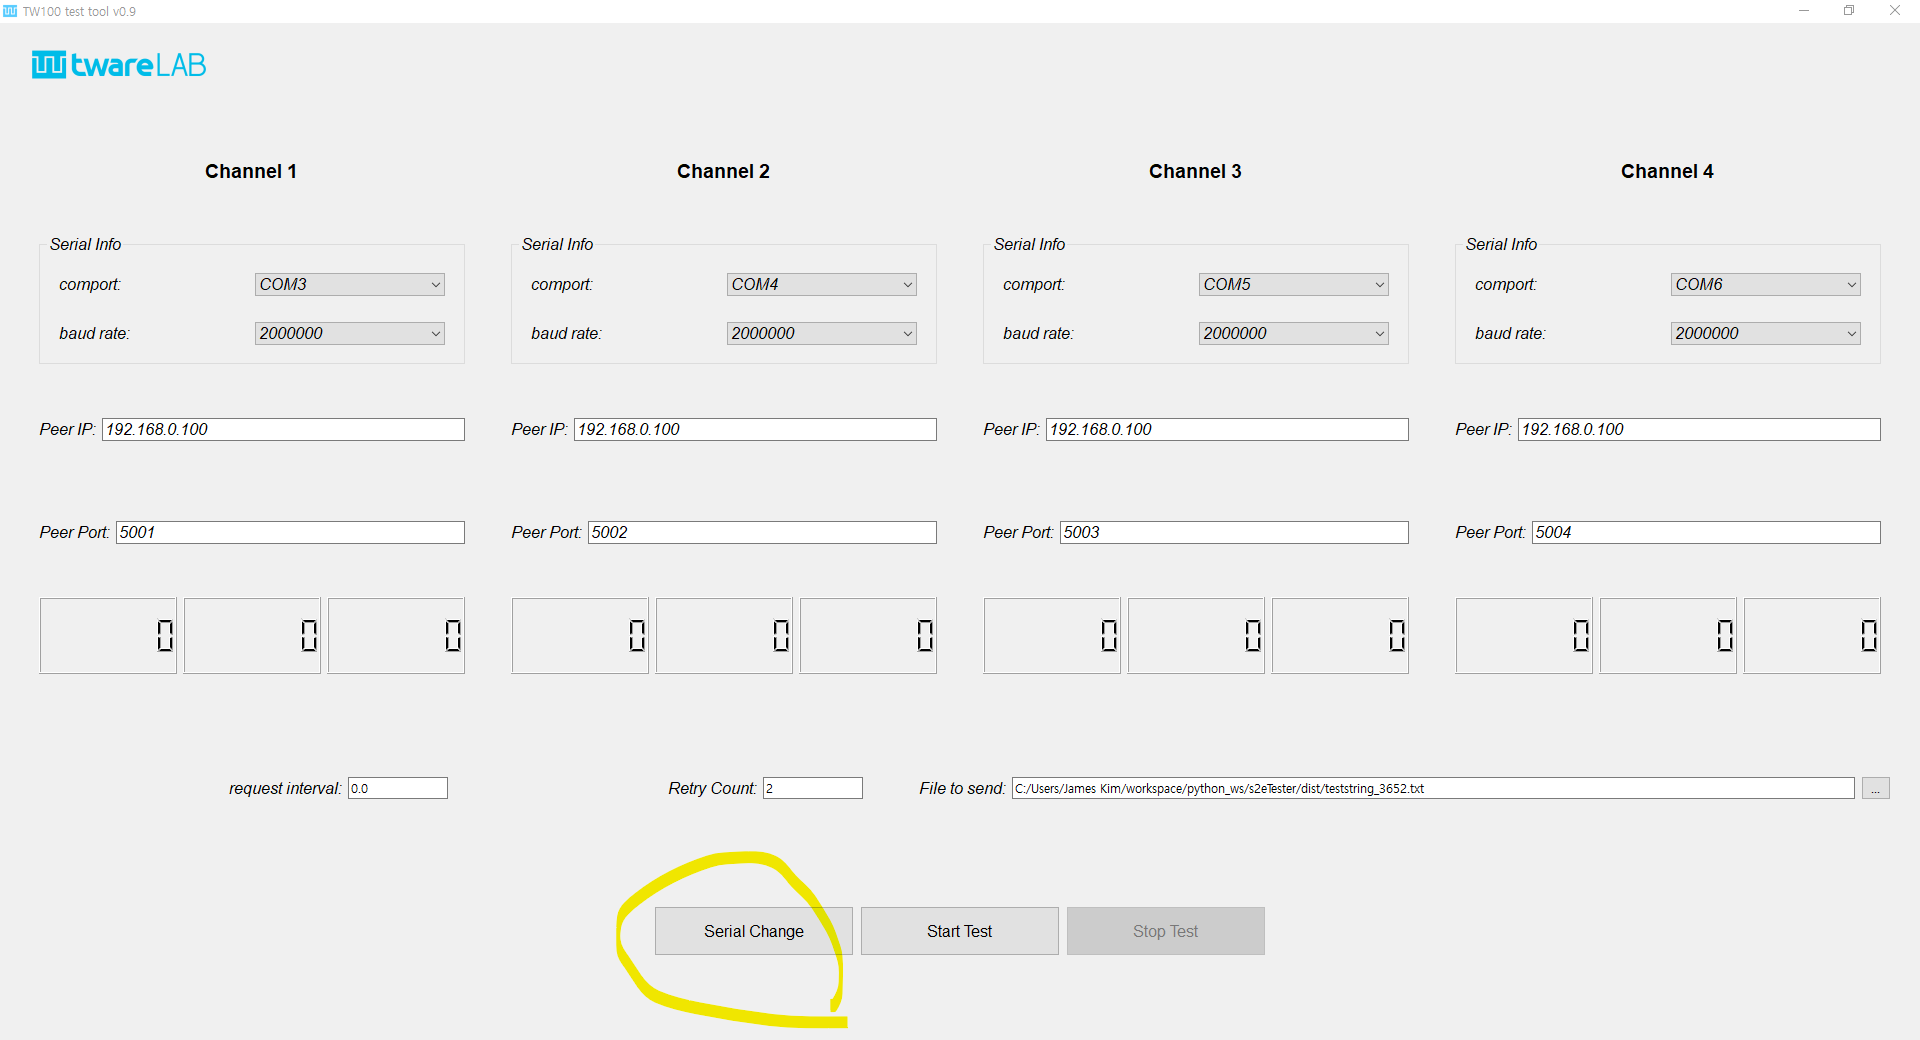 TW100 test tool v0.9
twareLAB
Channel 1 Channel 2 Channel 3 Channel 4
Serial Info Serial Info Serial Info Serial Info
comport: COM3 comport: COM4 comport: COM5 comport: COM6
baud rate: 2000000 baud rate: 2000000 baud rate: 2000000 baud rate: 2000000
Peer IP: 192.168.0.100 Peer IP: 192.168.0.100 Peer IP: 192.168.0.100 Peer IP: 192.168.0.100
Peer Port: 5001 Peer Port: 5002 Peer Port: 5003 Peer Port: 5004
0 0 0 0 0 0 0 0 0 0 0 0
request interval: 0.0 Retry Count: 2 File to send: C:/Users/James Kim/workspace/python_ws/s2eTester/dist/teststring_3652.txt ...
Serial Change Start Test Stop Test